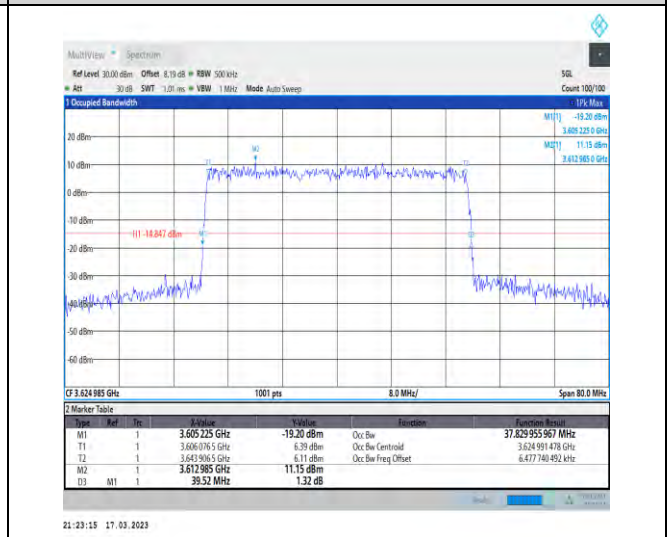 MultiView Spectrum
Ref Level 30.00 dBm Offset 8.19 dB RBW 500 kHz SGL
Att 30 dB SWT 1.01 ms VBW 1 MHz Mode Auto Sweep Count 100/100
1 Occupied Bandwidth 1Pk Max
M1[1] -19.20 dBm
3.605 225 0 GHz
20 dBm M2[1] 11.15 dBm
M2 3.612 985 0 GHz
10 dBm T1 T2
0 dBm
-10 dBm
H1 -14.847 dBm M1
-20 dBm
-30 dBm
-40 dBm
-50 dBm
-60 dBm
CF 3.624 985 GHz 1001 pts 8.0 MHz/ Span 80.0 MHz
2 Marker Table
Type Ref Trc X-Value Y-Value Function Function Result
M1 1 3.605 225 GHz -19.20 dBm Occ Bw 37.829 955 967 MHz
T1 1 3.606 076 5 GHz 6.39 dBm Occ Bw Centroid 3.624 991 478 GHz
T2 1 3.643 906 5 GHz 6.11 dBm Occ Bw Freq Offset 6.477 740 492 kHz
M2 1 3.612 985 GHz 11.15 dBm
D3 M1 1 39.52 MHz 1.32 dB
21:23:15 17.03.2023